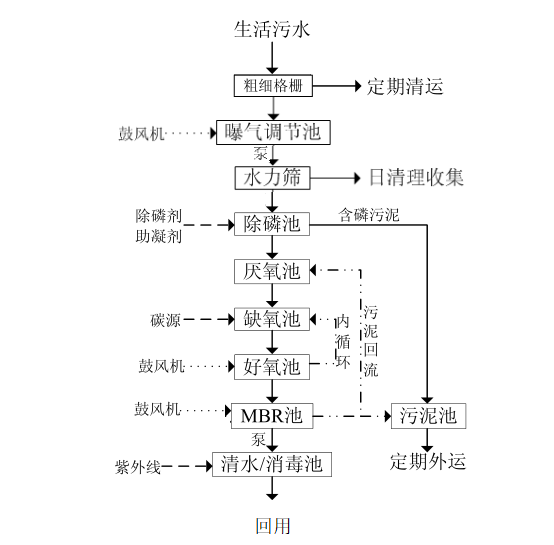 生活污水
粗细格栅
定期清运
鼓风机
曝气调节池
泵
水力筛
日清理收集
除磷剂
助凝剂
除磷池
含磷污泥
厌氧池
碳源
缺氧池
内循环
污泥回流
鼓风机
好氧池
鼓风机
MBR池
污泥池
泵
紫外线
清水/消毒池
定期外运
回用